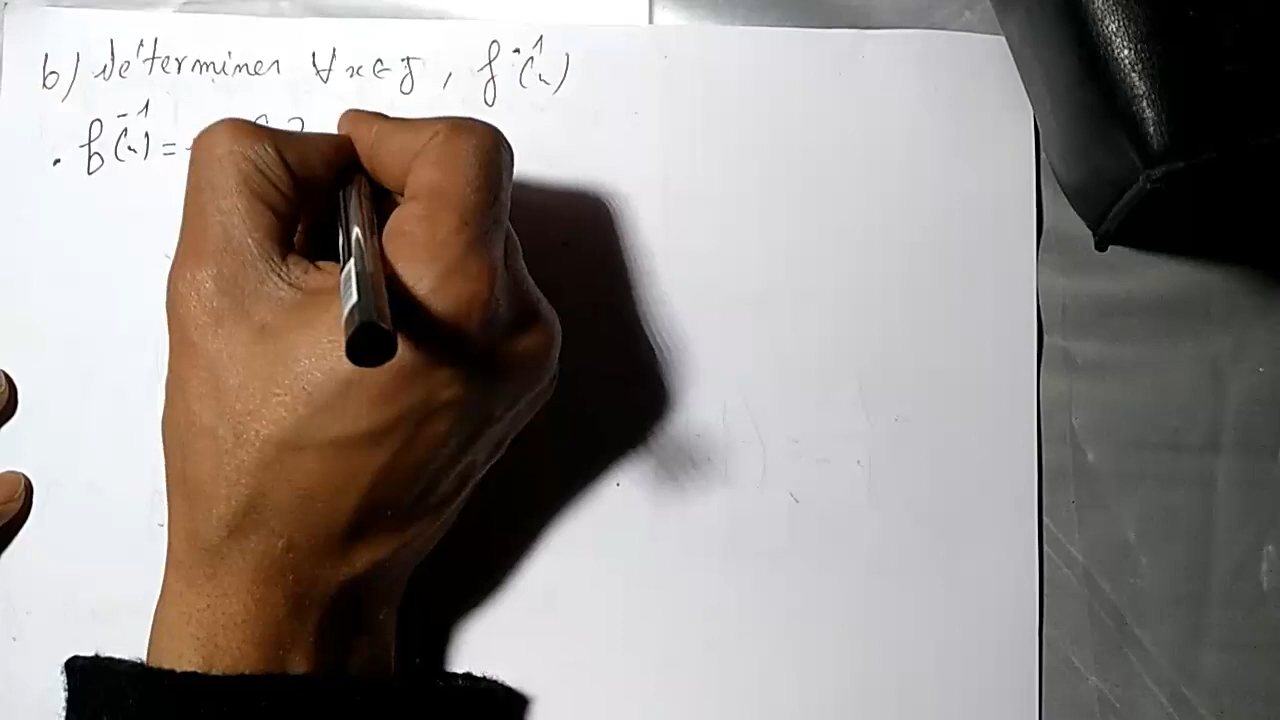 b) Déterminer ∀x∈J, f⁻¹(x)
. f⁻¹(x) =